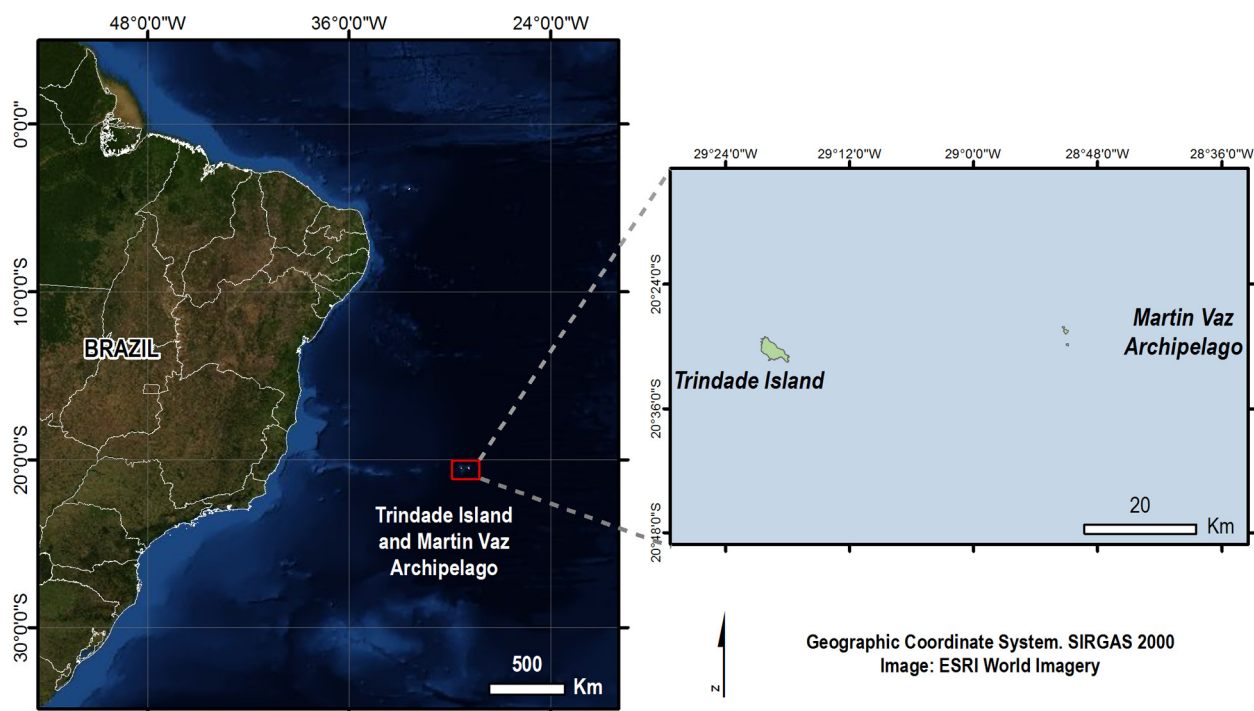 48°0'0"W
36°0'0"W
24°0'0"W
0°0'0"
10°0'0"S
20°0'0"S
30°0'0"S
BRAZIL
Trindade Island
and Martin Vaz
Archipelago
500
Km
29°24'0"W
29°12'0"W
29°0'0"W
28°48'0"W
28°36'0"W
20°24'0"S
20°36'0"S
20°48'0"S
Trindade Island
Martin Vaz
Archipelago
20
Km
N
Geographic Coordinate System. SIRGAS 2000
Image: ESRI World Imagery